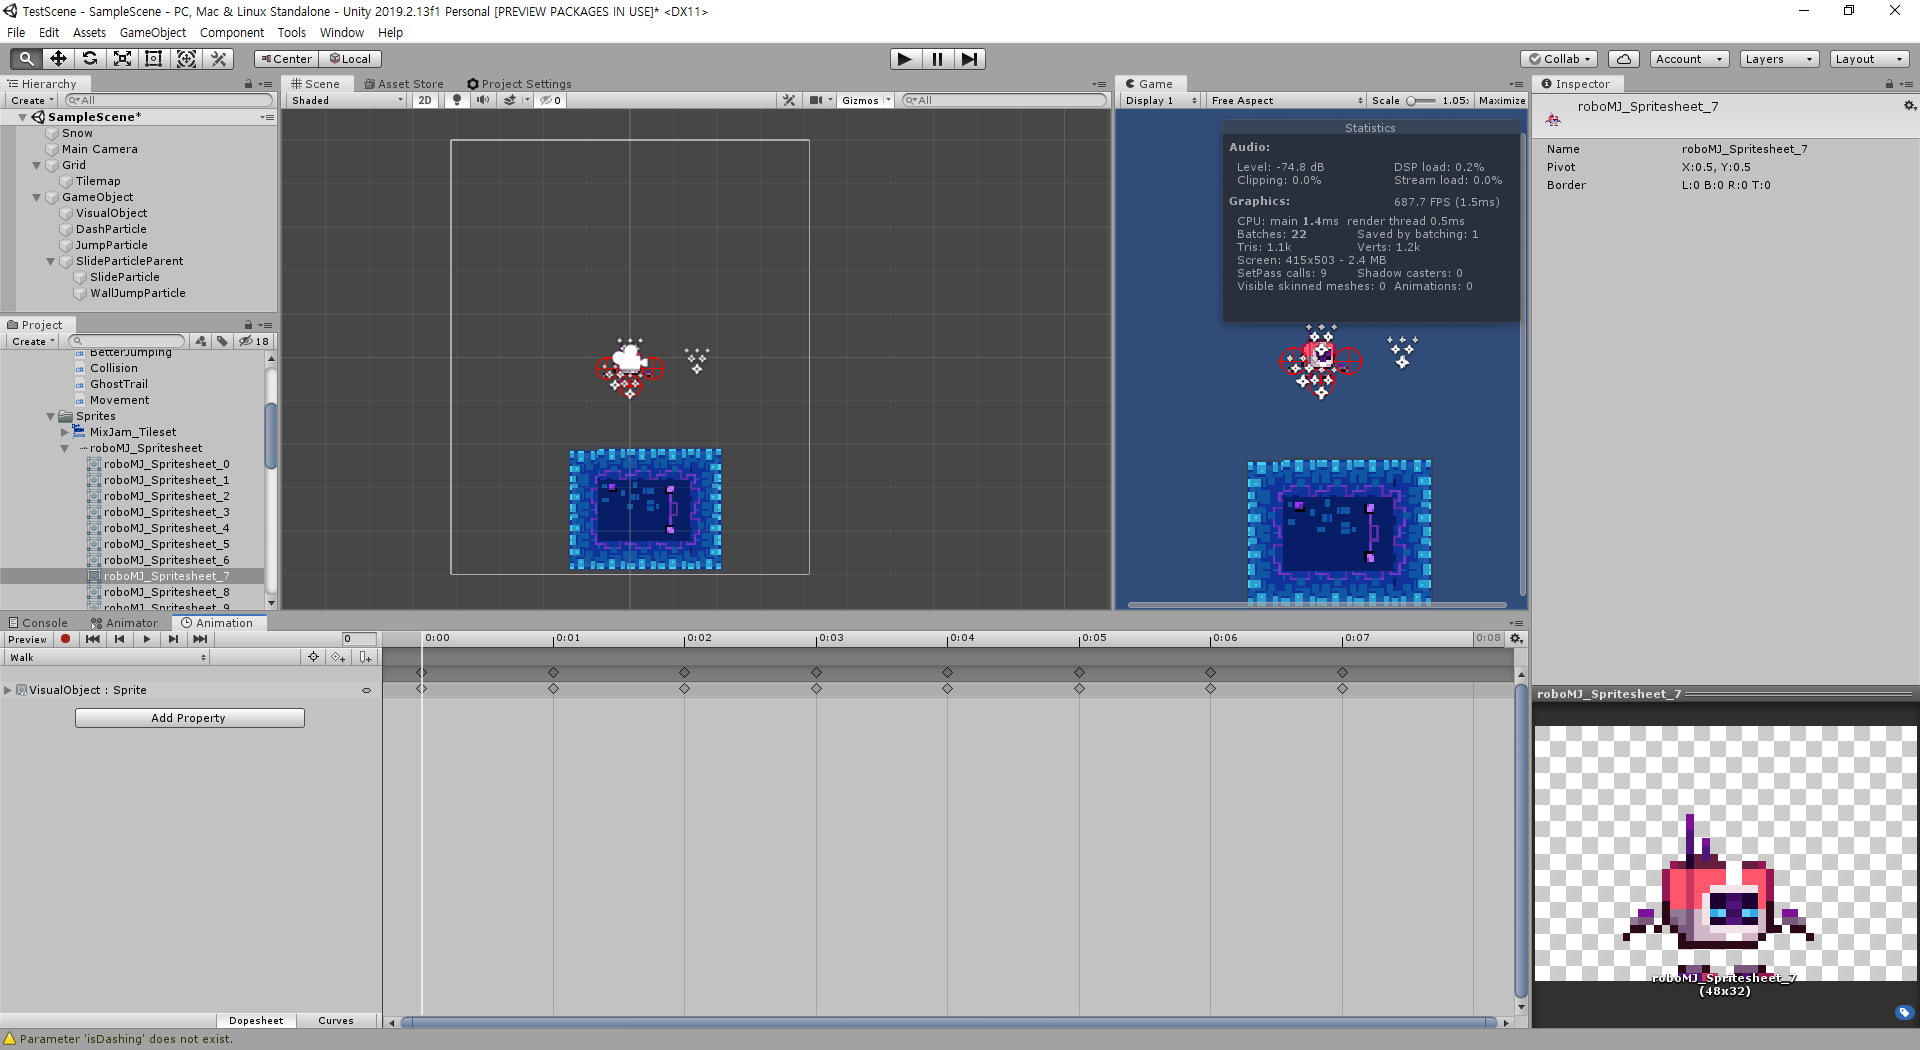 TestScene - SampleScene - PC, Mac & Linux Standalone - Unity 2019.2.13f1 Personal [PREVIEW PACKAGES IN USE]* <DX11>
File Edit Assets GameObject Component Tools Window Help
Center Local Collab Account Layers Layout
Hierarchy
Create All
SampleScene*
Snow
Main Camera
Grid
Tilemap
GameObject
VisualObject
DashParticle
JumpParticle
SlideParticleParent
SlideParticle
WallJumpParticle
Project
Create 18
BetterJumping
Collision
GhostTrail
Movement
Sprites
MixJam_Tileset
roboMJ_Spritesheet
roboMJ_Spritesheet_0
roboMJ_Spritesheet_1
roboMJ_Spritesheet_2
roboMJ_Spritesheet_3
roboMJ_Spritesheet_4
roboMJ_Spritesheet_5
roboMJ_Spritesheet_6
roboMJ_Spritesheet_7
roboMJ_Spritesheet_8
roboMJ_Spritesheet_9
Scene Asset Store Project Settings
Shaded 2D 0 Gizmos All
Game
Display 1 Free Aspect Scale 1.05x Maximize
Statistics
Audio:
Level: -74.8 dB DSP load: 0.2%
Clipping: 0.0% Stream load: 0.0%
Graphics: 687.7 FPS (1.5ms)
CPU: main 1.4ms render thread 0.5ms
Batches: 22 Saved by batching: 1
Tris: 1.1k Verts: 1.2k
Screen: 415x503 - 2.4 MB
SetPass calls: 9 Shadow casters: 0
Visible skinned meshes: 0 Animations: 0
Inspector
roboMJ_Spritesheet_7
Name roboMJ_Spritesheet_7
Pivot X:0.5, Y:0.5
Border L:0 B:0 R:0 T:0
roboMJ_Spritesheet_7
roboMJ_Spritesheet_7
(48x32)
Console Animator Animation
Preview 0 0:00 0:01 0:02 0:03 0:04 0:05 0:06 0:07 0:08
Walk
VisualObject : Sprite
Add Property
Dopesheet Curves
Parameter 'isDashing' does not exist.